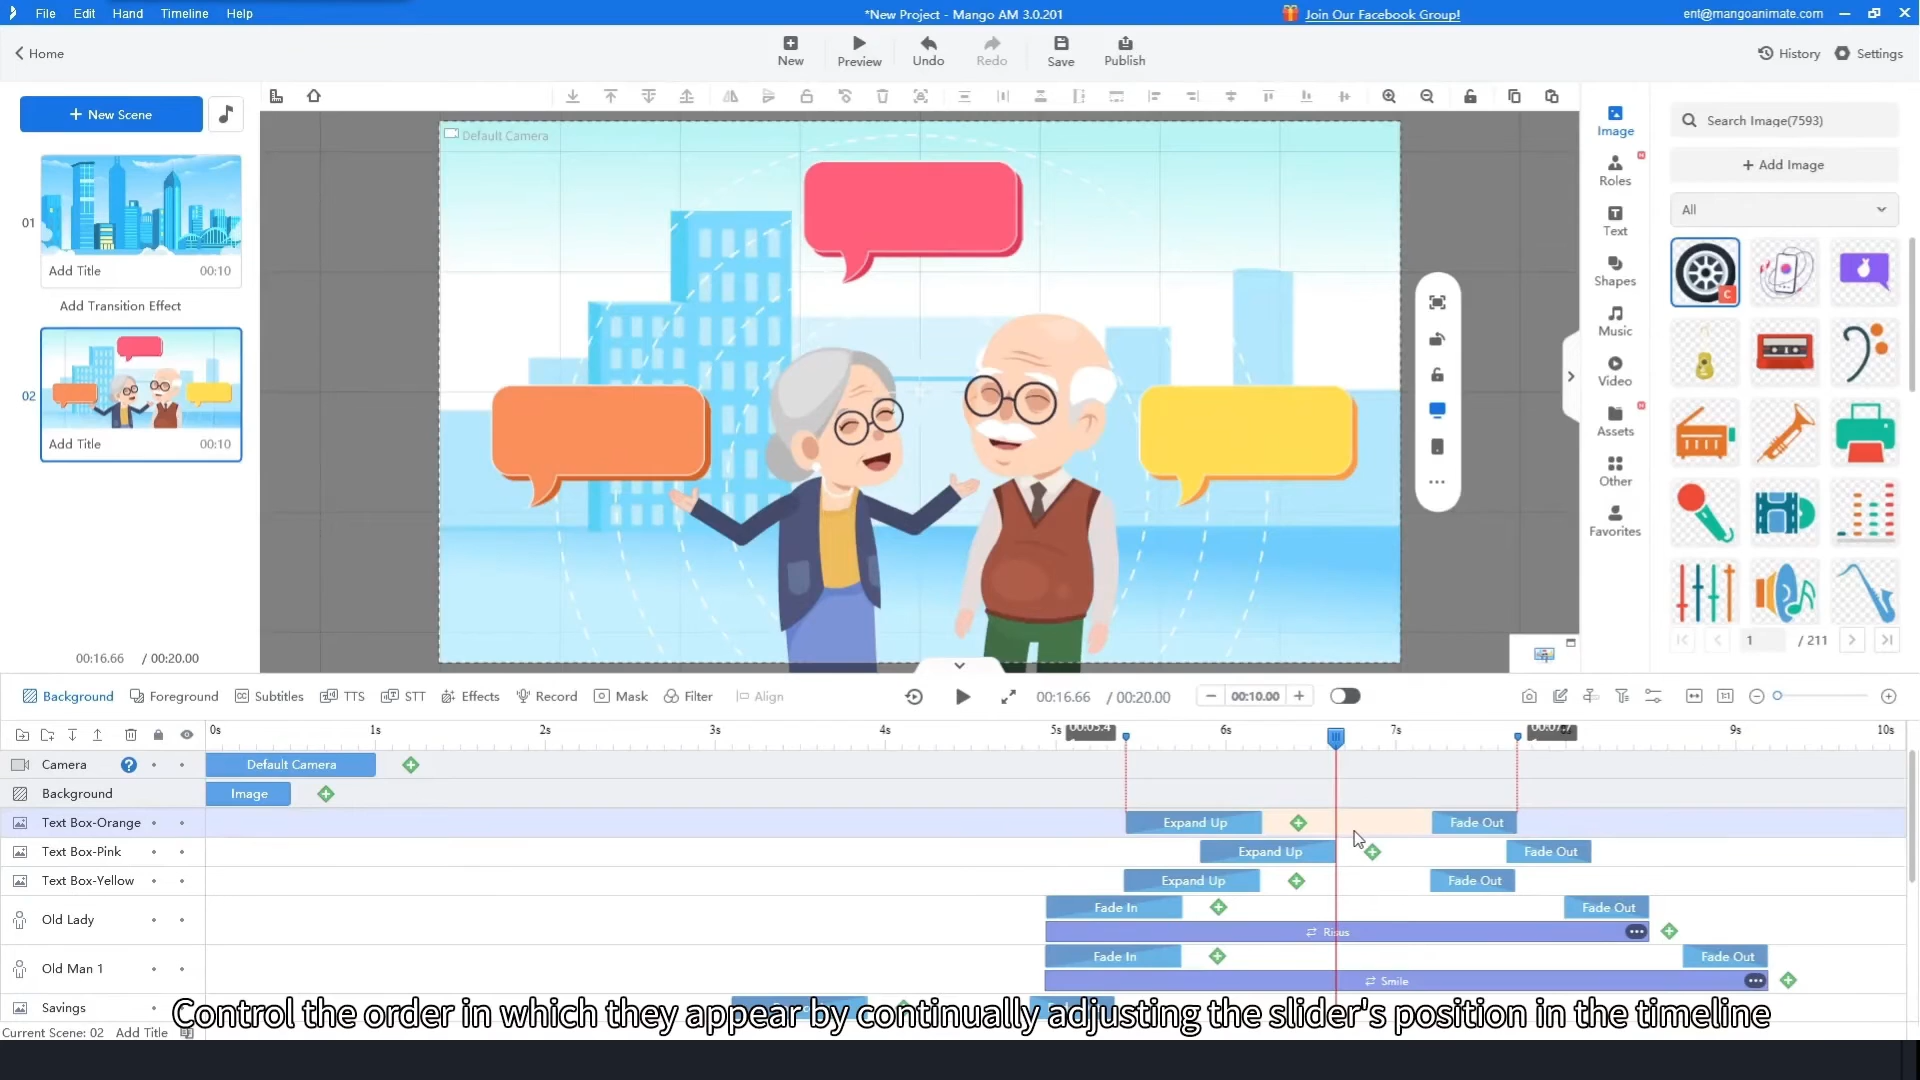 File Edit Hand Timeline Help
*New Project - Mango AM 3.0.201
Join Our Facebook Group!
ent@mangoanimate.com
Home
New Preview Undo Redo Save Publish
History Settings
+ New Scene
Default Camera
01
Add Title 00:10
Add Transition Effect
02
Add Title 00:10
00:16.66 / 00:20.00
Image
Roles
Text
Shapes
Music
Video
Assets
Other
Favorites
Search Image(7593)
+ Add Image
All
C
1 / 211
Background Foreground Subtitles TTS STT Effects Record Mask Filter Align
00:16.66 / 00:20.00
00:10.00
0s 1s 2s 3s 4s 5s 6s 7s 9s 10s
Camera Default Camera
Background Image
Text Box-Orange Expand Up Fade Out
Text Box-Pink Expand Up Fade Out
Text Box-Yellow Expand Up Fade Out
Old Lady Fade In Fade Out
Risus
Old Man 1 Fade In Fade Out
Smile
Savings
Control the order in which they appear by continually adjusting the slider's position in the timeline
Current Scene: 02 Add Title